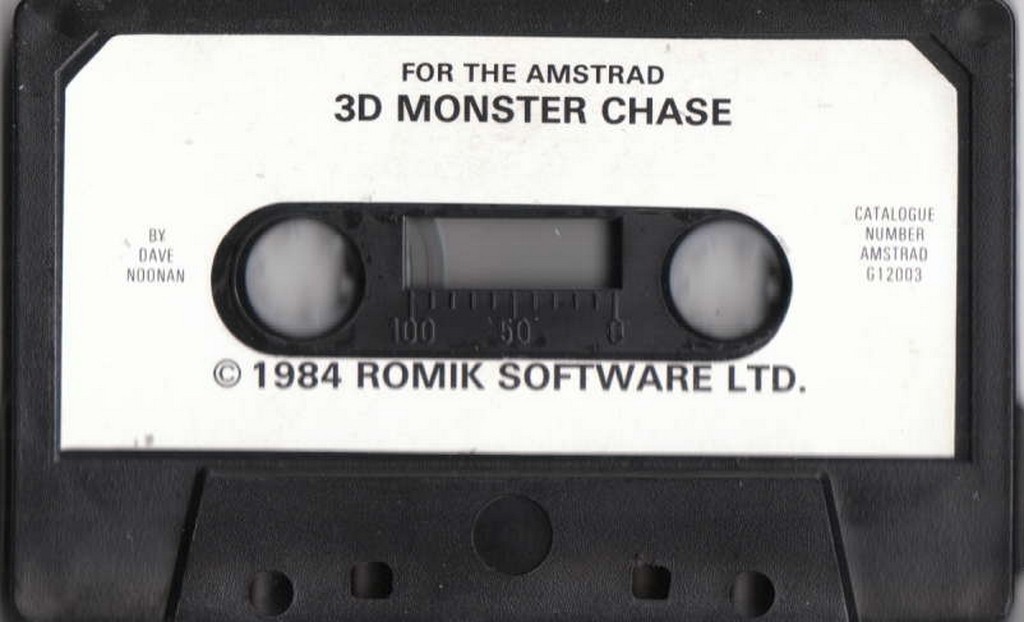 FOR THE AMSTRAD
3D MONSTER CHASE
BY
DAVE
NOONAN
CATALOGUE
NUMBER
AMSTRAD
G12003
100 50 0
© 1984 ROMIK SOFTWARE LTD.